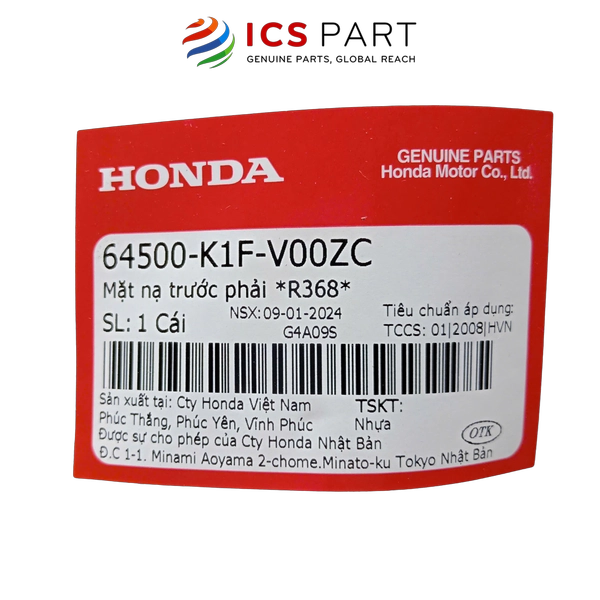 ICS PART
GENUINE PARTS, GLOBAL REACH
HONDA
GENUINE PARTS
Honda Motor Co., Ltd.
64500-K1F-V00ZC
Mặt nạ trước phải *R368*
SL: 1 Cái
NSX: 09-01-2024
G4A09S
Tiêu chuẩn áp dụng:
TCCS: 01|2008|HVN
Sản xuất tại: Cty Honda Việt Nam
Phúc Thắng, Phúc Yên, Vĩnh Phúc
TSKT:
Nhựa
Được sự cho phép của Cty Honda Nhật Bản
OTK
Đ.C 1-1. Minami Aoyama 2-chome.Minato-ku Tokyo Nhật Bản